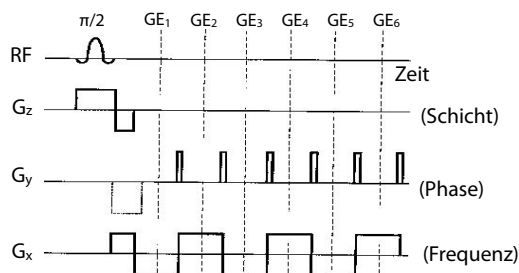 π/2 GE₁ GE₂ GE₃ GE₄ GE₅ GE₆
RF
Zeit
Gz (Schicht)
Gy
(Phase)
Gx (Frequenz)